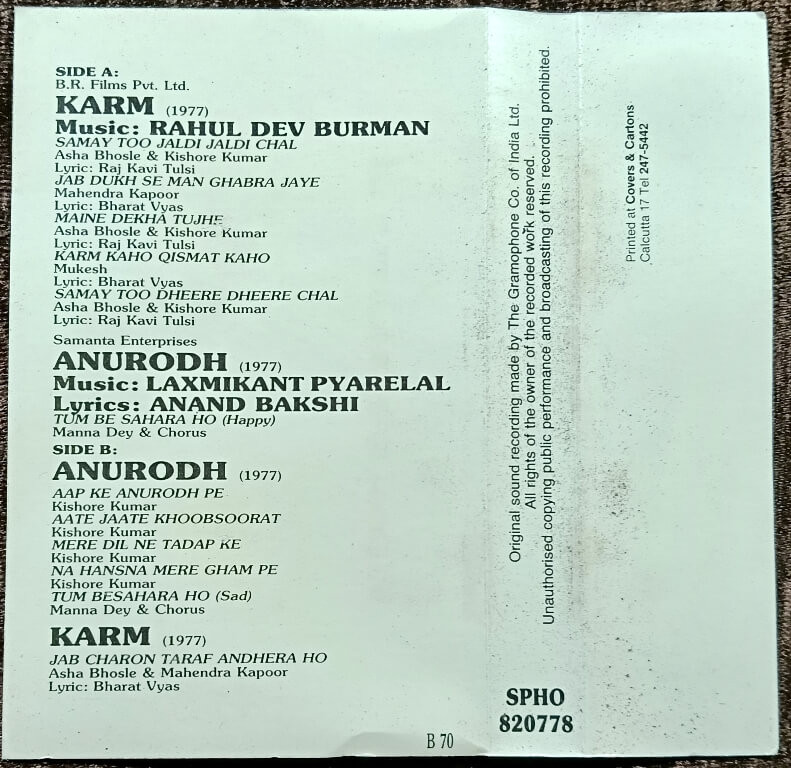 SIDE A:
B.R. Films Pvt. Ltd.
KARM (1977)
Music: RAHUL DEV BURMAN
SAMAY TOO JALDI JALDI CHAL
Asha Bhosle & Kishore Kumar
Lyric: Raj Kavi Tulsi
JAB DUKH SE MAN GHABRA JAYE
Mahendra Kapoor
Lyric: Bharat Vyas
MAINE DEKHA TUJHE
Asha Bhosle & Kishore Kumar
Lyric: Raj Kavi Tulsi
KARM KAHO QISMAT KAHO
Mukesh
Lyric: Bharat Vyas
SAMAY TOO DHEERE DHEERE CHAL
Asha Bhosle & Kishore Kumar
Lyric: Raj Kavi Tulsi
Samanta Enterprises
ANURODH (1977)
Music: LAXMIKANT PYARELAL
Lyrics: ANAND BAKSHI
TUM BE SAHARA HO (Happy)
Manna Dey & Chorus
SIDE B:
ANURODH (1977)
AAP KE ANURODH PE
Kishore Kumar
AATE JAATE KHOOBSOORAT
Kishore Kumar
MERE DIL NE TADAP KE
Kishore Kumar
NA HANSNA MERE GHAM PE
Kishore Kumar
TUM BESAHARA HO (Sad)
Manna Dey & Chorus
KARM (1977)
JAB CHARON TARAF ANDHERA HO
Asha Bhosle & Mahendra Kapoor
Lyric: Bharat Vyas
B 70
Original sound recording made by The Gramophone Co. of India Ltd.
All rights of the owner of the recorded work reserved.
Unauthorised copying public performance and broadcasting of this recording prohibited.
SPHO
820778
Printed at Covers & Cartons
Calcutta 17 Tel 247-5442